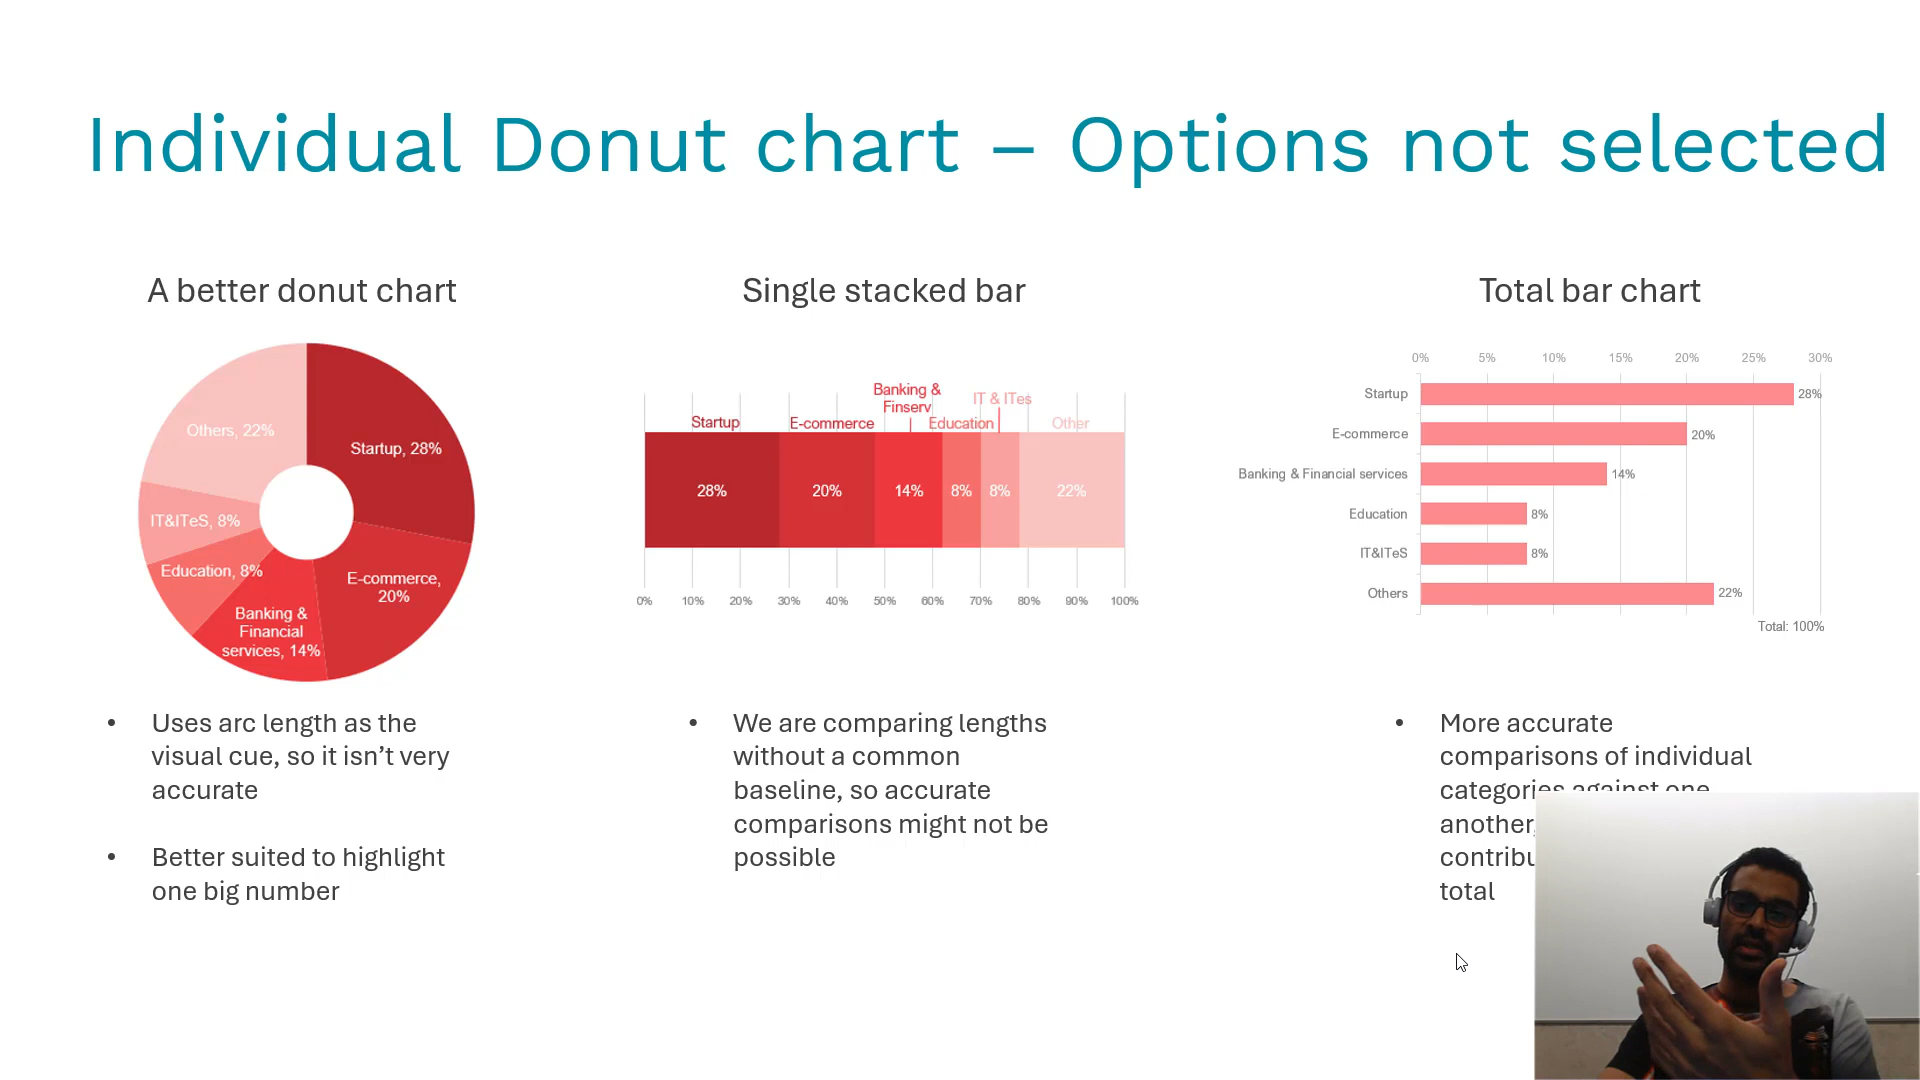 Individual Donut chart – Options not selected
A better donut chart
Others, 22%
Startup, 28%
IT&ITeS, 8%
Education, 8%
E-commerce,
20%
Banking &
Financial
services, 14%
• Uses arc length as the
visual cue, so it isn’t very
accurate
• Better suited to highlight
one big number
Single stacked bar
Banking &
Finserv
IT & ITes
Startup
E-commerce
Education
Other
28% 20% 14% 8% 8% 22%
0% 10% 20% 30% 40% 50% 60% 70% 80% 90% 100%
• We are comparing lengths
without a common
baseline, so accurate
comparisons might not be
possible
Total bar chart
0% 5% 10% 15% 20% 25% 30%
Startup 28%
E-commerce 20%
Banking & Financial services 14%
Education 8%
IT&ITeS 8%
Others 22%
Total: 100%
• More accurate
comparisons of individual
categories against one
another,
total